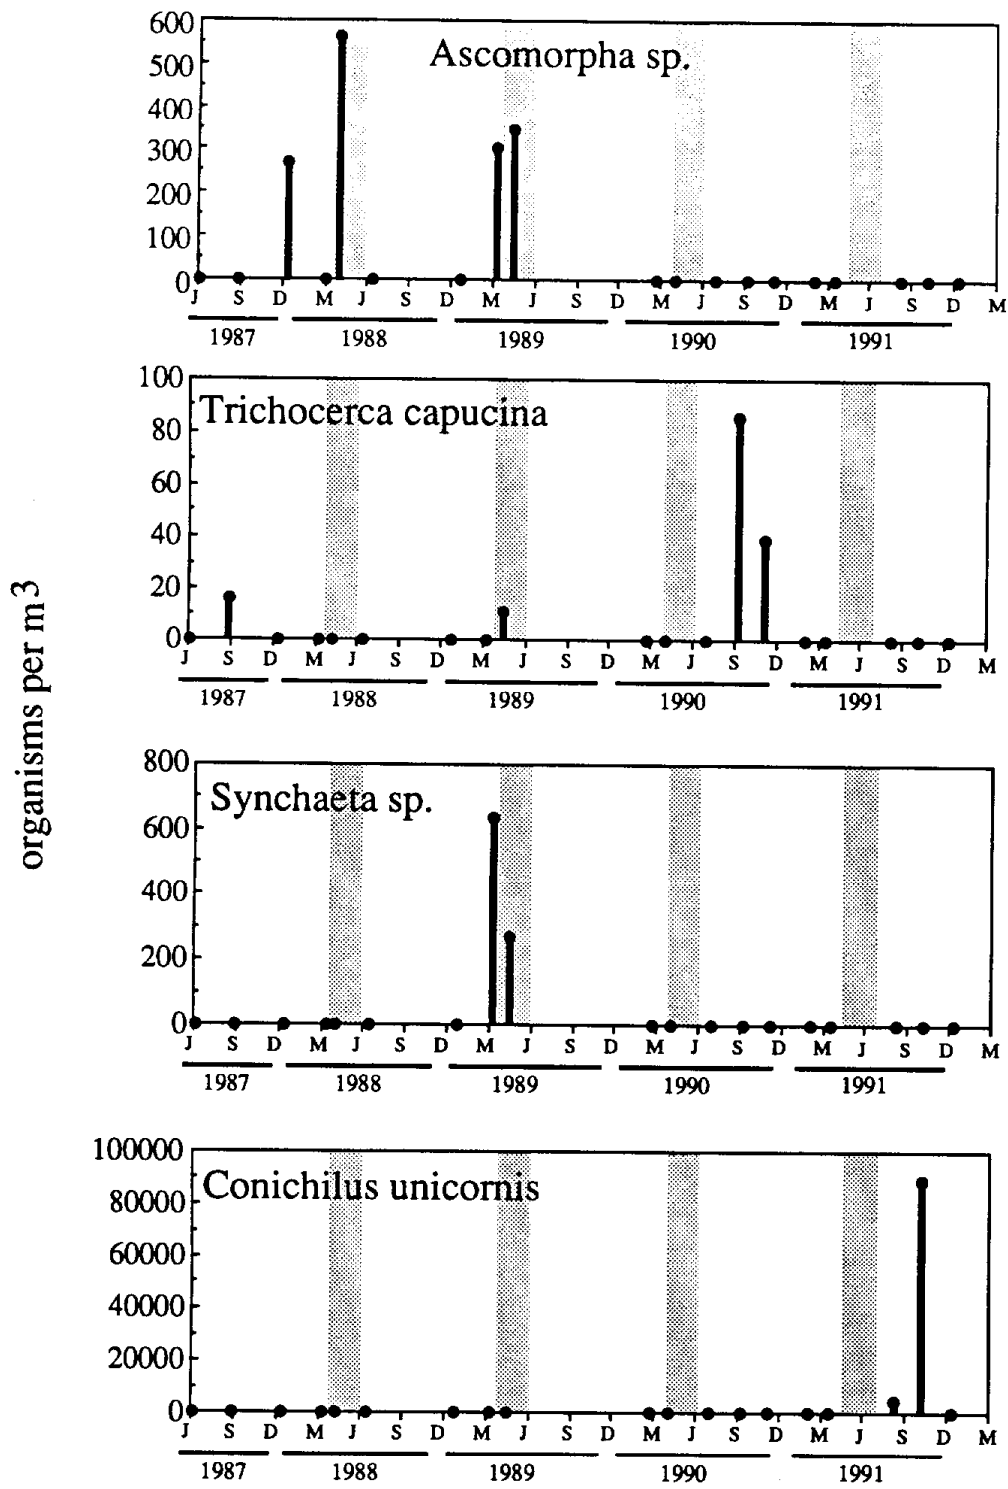 organisms per m3
Ascomorpha sp.
600
500
400
300
200
100
0
J S D M J S D M J S D M J S D M J S D M
1987 1988 1989 1990 1991
Trichocerca capucina
100
80
60
40
20
0
J S D M J S D M J S D M J S D M J S D M
1987 1988 1989 1990 1991
Synchaeta sp.
800
600
400
200
0
J S D M J S D M J S D M J S D M J S D M
1987 1988 1989 1990 1991
Conichilus unicornis
100000
80000
60000
40000
20000
0
J S D M J S D M J S D M J S D M J S D M
1987 1988 1989 1990 1991